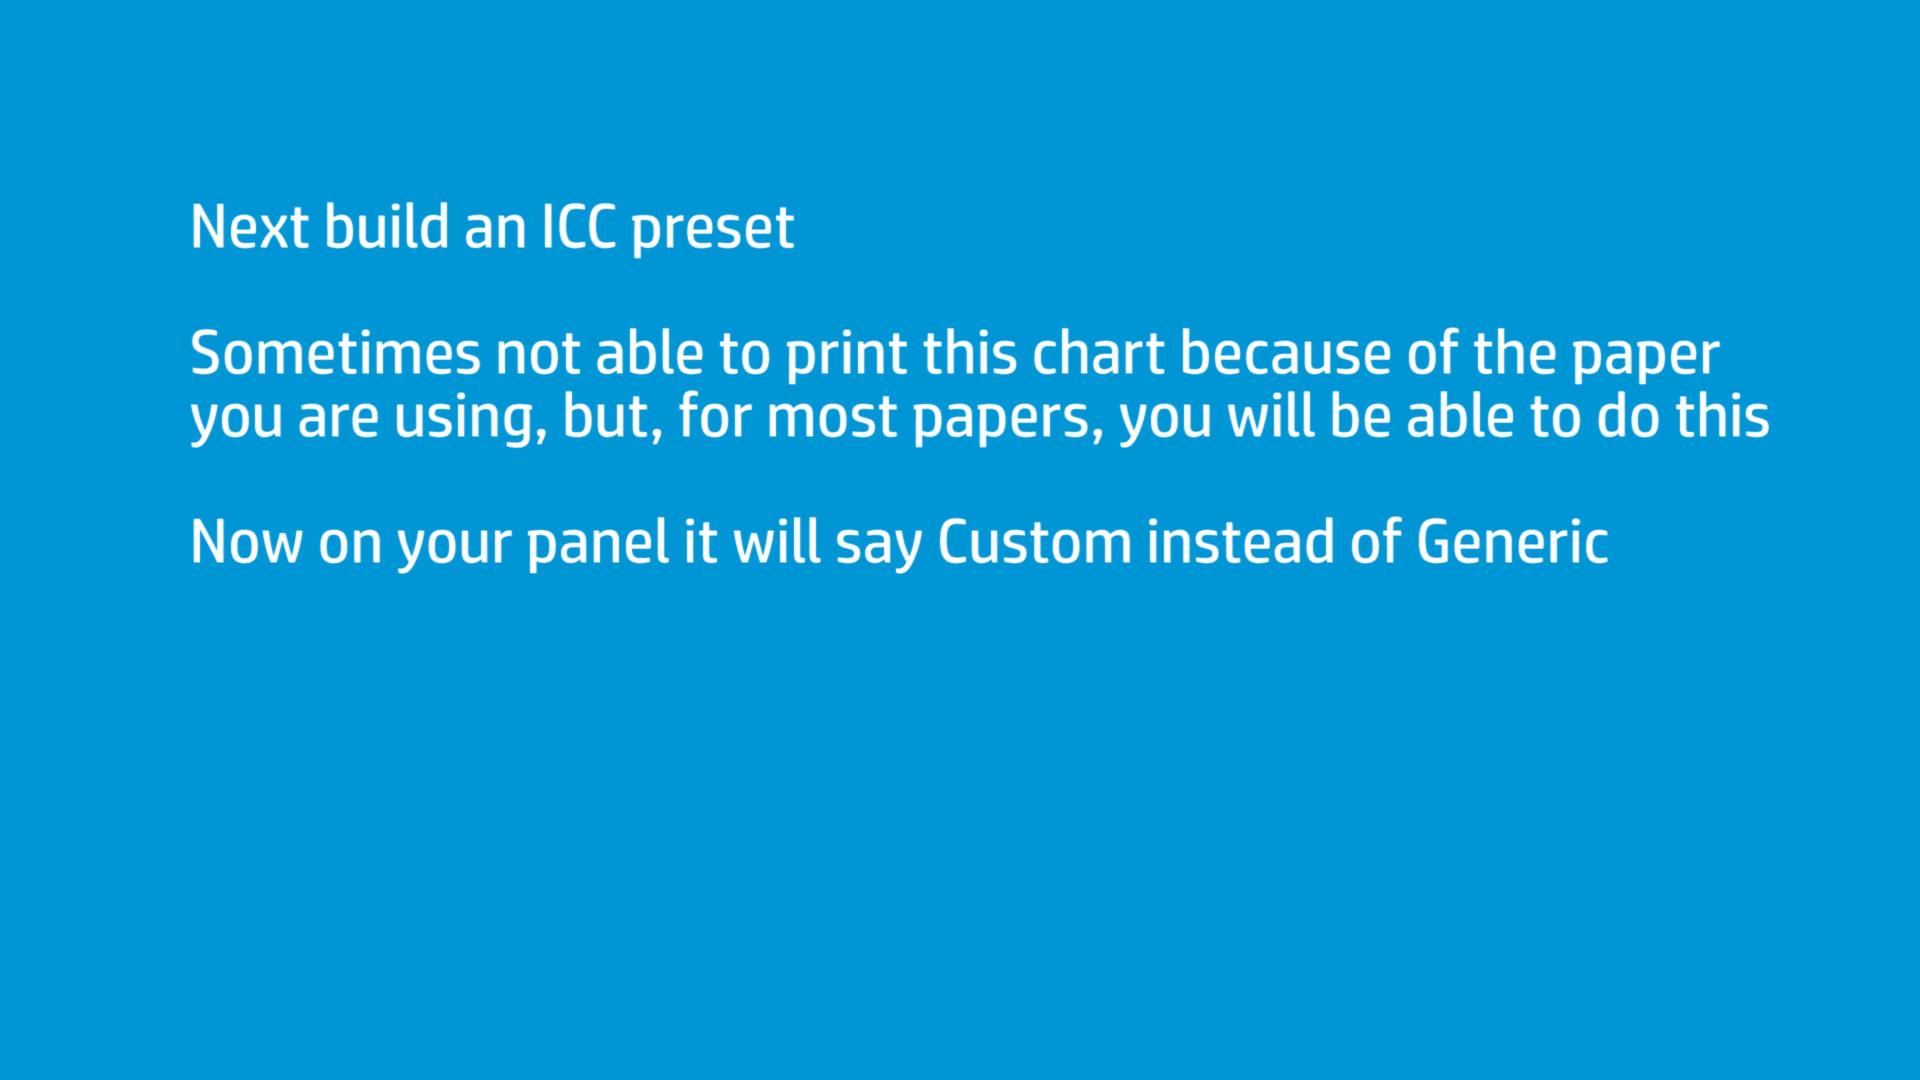 Next build an ICC preset
Sometimes not able to print this chart because of the paper
you are using, but, for most papers, you will be able to do this
Now on your panel it will say Custom instead of Generic